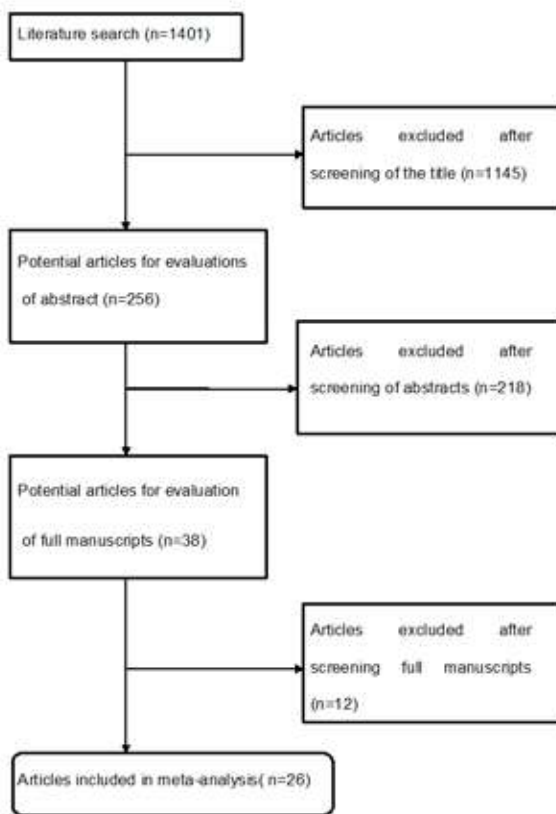 Literature search (n=1401)
Articles excluded after
screening of the title (n=1145)
Potential articles for evaluations
of abstract (n=256)
Articles excluded after
screening of abstracts (n=218)
Potential articles for evaluation
of full manuscripts (n=38)
Articles excluded after
screening full manuscripts
(n=12)
Articles included in meta-analysis( n=26)